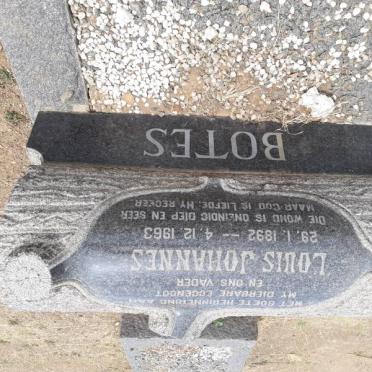 MET SOETE HERINNERING AAN
MY DIERBARE EGGENOOT
EN ONS VADER
LOUIS JOHANNES
29.1.1892 — 4.12.1963
DIE WOND IS ONEINDIG DIEP EN SEER
MAAR GOD IS LIEFDE, HY REGEER
BOTES